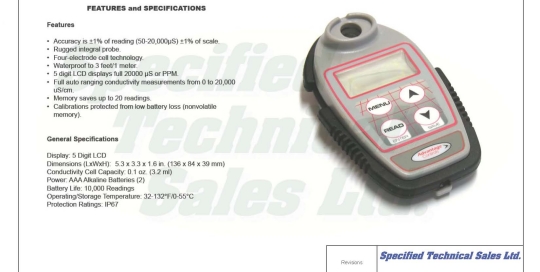 FEATURES and SPECIFICATIONS
Features
• Accuracy is ±1% of reading (50-20,000µS) ±1% of scale.
• Rugged integral probe.
• Four-electrode cell technology.
• Waterproof to 3 feet/1 meter.
• 5 digit LCD displays full 20000 µS or PPM.
• Full auto ranging conductivity measurements from 0 to 20,000
uS/cm.
• Memory saves up to 20 readings.
• Calibrations protected from low battery loss (nonvolatile
memory).
General Specifications
Display: 5 Digit LCD
Dimensions (LxWxH): 5.3 x 3.3 x 1.6 in. (136 x 84 x 39 mm)
Conductivity Cell Capacity: 0.1 oz. (3.2 ml)
Power: AAA Alkaline Batteries (2)
Battery Life: 10,000 Readings
Operating/Storage Temperature: 32-132°F/0-55°C
Protection Ratings: IP67
Specified
Technical
Sales Ltd.
MENU
READ
Revisions
Specified Technical Sales Ltd.